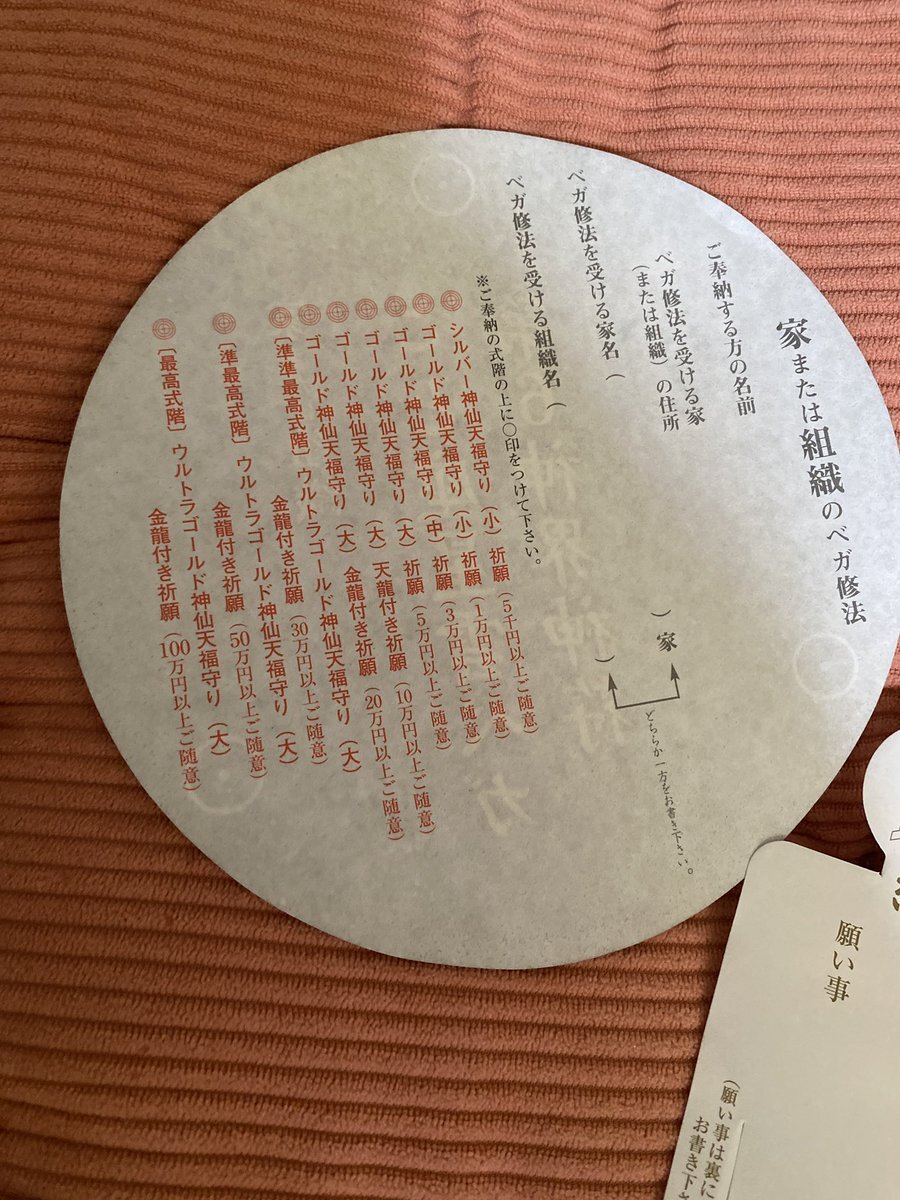 家または組織のベガ修法
ご奉納する方の名前
ベガ修法を受ける家
（または組織）の住所
ベガ修法を受ける家名（　　）家
ベガ修法を受ける組織名（　　）
どちらか一方をお書き下さい。
※ご奉納の式階の上に〇印をつけて下さい。
シルバー神仙天福守り（小）祈願（5千円以上ご随意）
ゴールド神仙天福守り（小）祈願（1万円以上ご随意）
ゴールド神仙天福守り（中）祈願（3万円以上ご随意）
ゴールド神仙天福守り（大）祈願（5万円以上ご随意）
ゴールド神仙天福守り（大）天龍付き祈願（10万円以上ご随意）
ゴールド神仙天福守り（大）金龍付き祈願（20万円以上ご随意）
〔準準最高式階〕ウルトラゴールド神仙天福守り（大）
金龍付き祈願（30万円以上ご随意）
〔準最高式階〕ウルトラゴールド神仙天福守り（大）
金龍付き祈願（50万円以上ご随意）
〔最高式階〕ウルトラゴールド神仙天福守り（大）
金龍付き祈願（100万円以上ご随意）
願い事
（願い事は裏に
お書き下さ